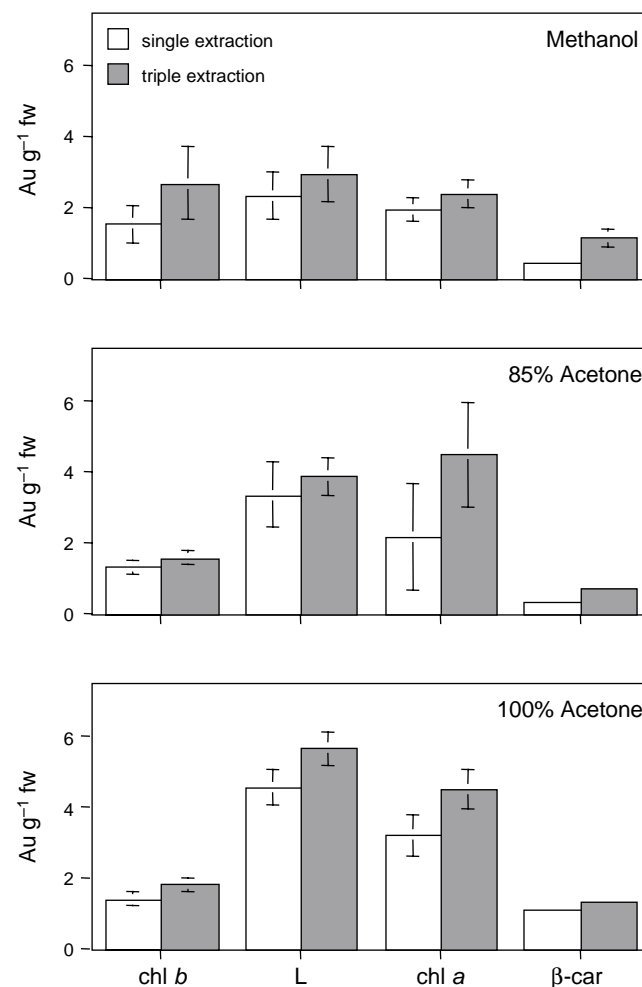 single extraction
triple extraction
Methanol
Au g⁻¹ fw
6
4
2
0
85% Acetone
Au g⁻¹ fw
6
4
2
0
100% Acetone
Au g⁻¹ fw
6
4
2
0
chl b L chl a β-car